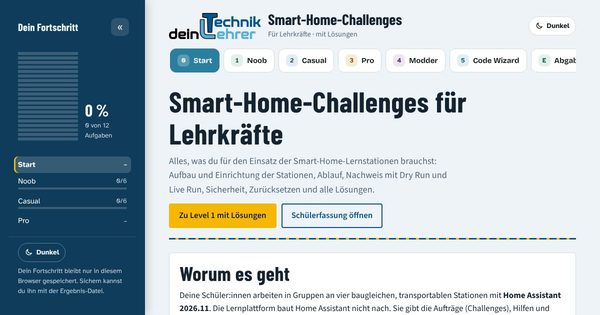 Dein Fortschritt
«
0 %
0 von 12
Aufgaben
Start –
Noob 0/6
Casual 0/6
Pro –
Dunkel
Dein Fortschritt bleibt nur in diesem
Browser gespeichert. Sichern kannst
du ihn mit der Ergebnis-Datei.
Technik
deinLehrer
Smart-Home-Challenges
Für Lehrkräfte · mit Lösungen
Dunkel
0 Start
1 Noob
2 Casual
3 Pro
4 Modder
5 Code Wizard
E Abgab
Smart-Home-Challenges für
Lehrkräfte
Alles, was du für den Einsatz der Smart-Home-Lernstationen brauchst:
Aufbau und Einrichtung der Stationen, Ablauf, Nachweis mit Dry Run und
Live Run, Sicherheit, Zurücksetzen und alle Lösungen.
Zu Level 1 mit Lösungen
Schülerfassung öffnen
Worum es geht
Deine Schüler:innen arbeiten in Gruppen an vier baugleichen, transportablen Stationen mit Home Assistant
2026.11. Die Lernplattform baut Home Assistant nicht nach. Sie gibt die Aufträge (Challenges), Hilfen und